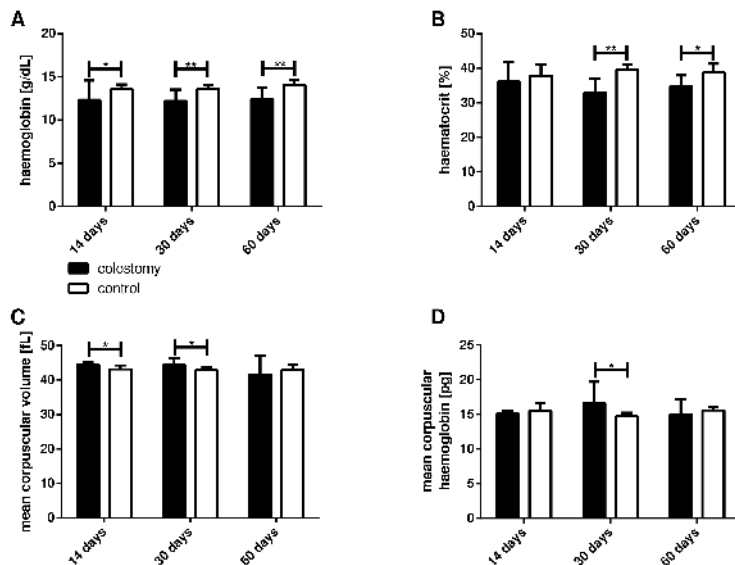 A
haemoglobin [g/dL]
20
15
10
5
0
*
**
**
14 days
30 days
60 days
colostomy
control
B
haematocrit [%]
50
40
30
20
10
0
**
*
14 days
30 days
60 days
C
mean corpuscular volume [fL]
50
40
30
20
10
0
*
*
14 days
30 days
60 days
D
mean corpuscular
haemoglobin [pg]
25
20
15
10
5
0
*
14 days
30 days
60 days